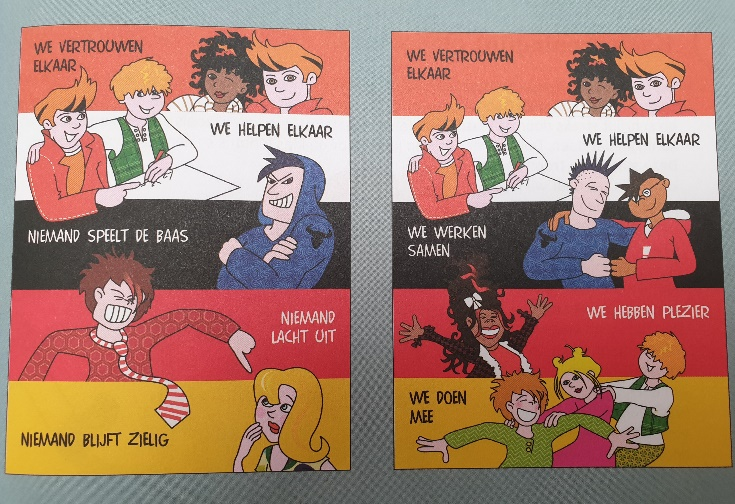 WE VERTROUWEN
ELKAAR
WE HELPEN ELKAAR
NIEMAND SPEELT DE BAAS
NIEMAND
LACHT UIT
NIEMAND BLIJFT ZIELIG
WE VERTROUWEN
ELKAAR
WE HELPEN ELKAAR
WE WERKEN
SAMEN
WE HEBBEN PLEZIER
WE DOEN
MEE